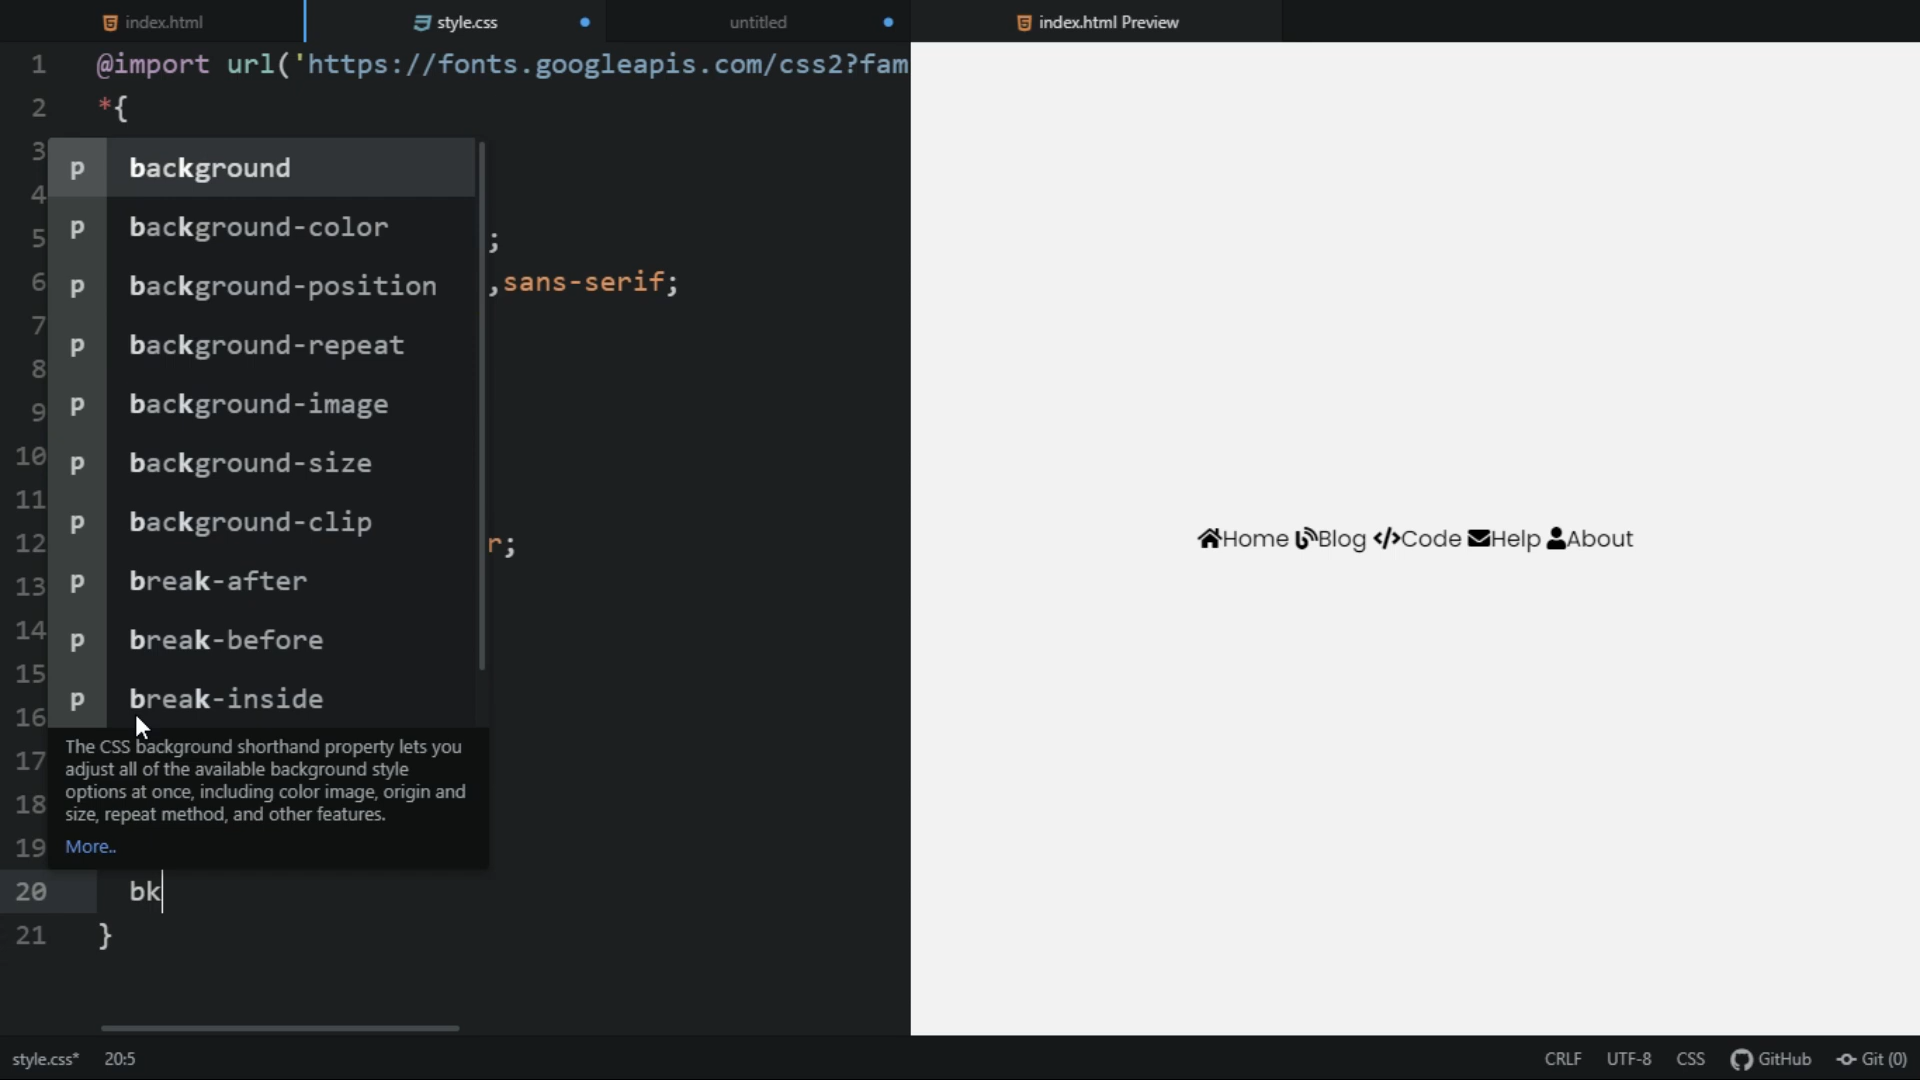 index.html
style.css
untitled
index.html Preview
1 @import url('https://fonts.googleapis.com/css2?fam
2 *{
3
p background
4
p background-color
5 ;
6 ,sans-serif;
p background-position
7
p background-repeat
8
p background-image
9
10
p background-size
11
p background-clip
12 r;
p break-after
13
14
p break-before
15
p break-inside
16
The CSS background shorthand property lets you
17
adjust all of the available background style
options at once, including color image, origin and
18
size, repeat method, and other features.
19
More..
20 bk
21 }
Home Blog </>Code Help About
style.css* 20:5
CRLF UTF-8 CSS GitHub Git (0)